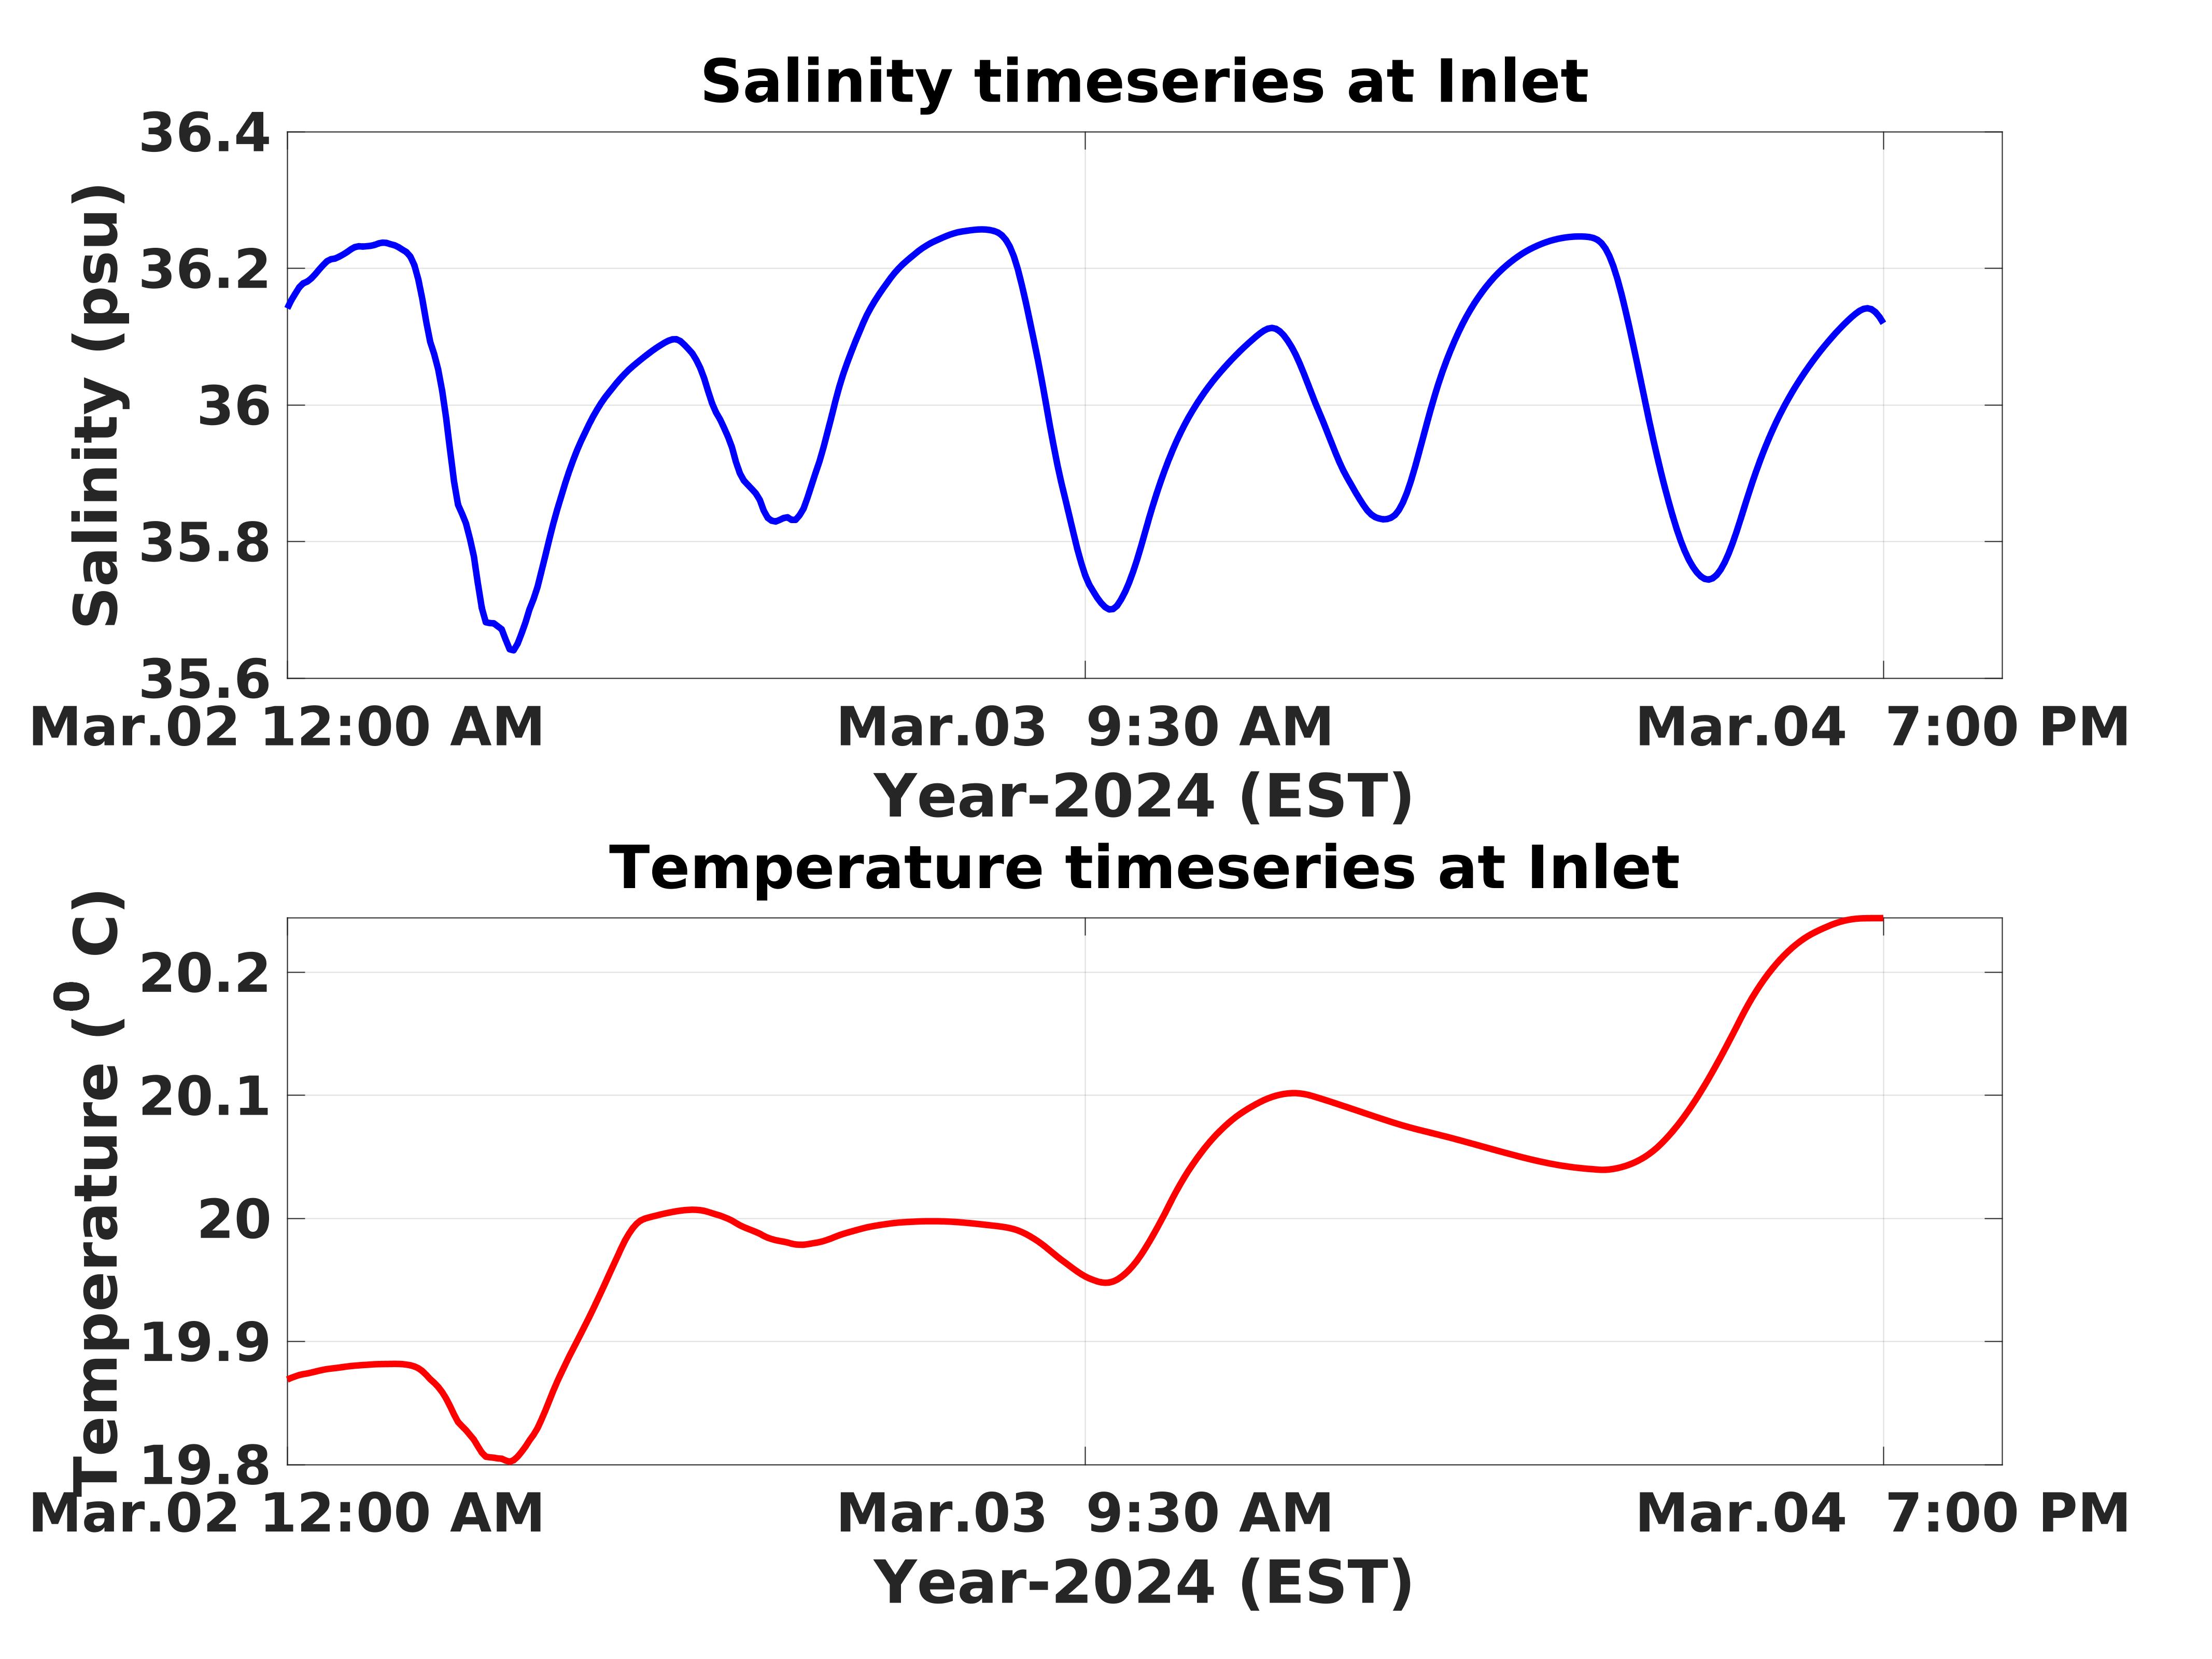 Salinity timeseries at Inlet
Salinity (psu)
36.4
36.2
36
35.8
35.6
Mar.02 12:00 AM
Mar.03  9:30 AM
Mar.04  7:00 PM
Year-2024 (EST)
Temperature timeseries at Inlet
Temperature (⁰ C)
20.2
20.1
20
19.9
19.8
Mar.02 12:00 AM
Mar.03  9:30 AM
Mar.04  7:00 PM
Year-2024 (EST)